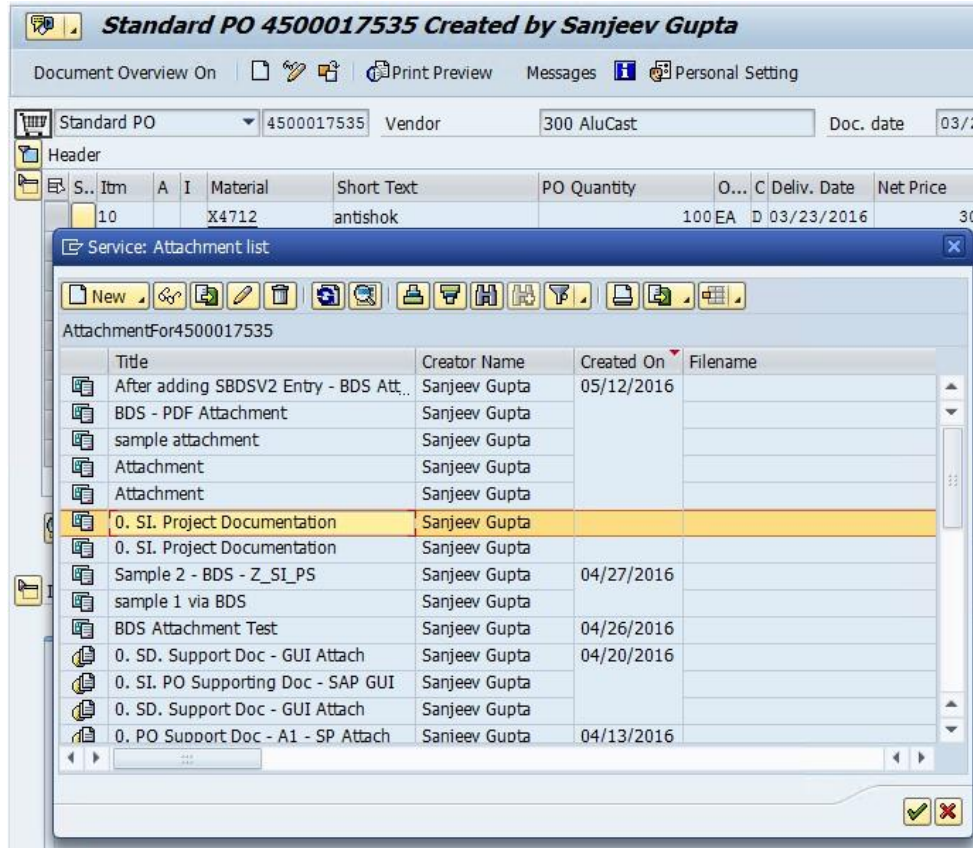 Standard PO 4500017535 Created by Sanjeev Gupta
Document Overview On Print Preview Messages Personal Setting
Standard PO 4500017535 Vendor 300 AluCast Doc. date 03/
Header
S.. Itm A I Material Short Text PO Quantity O... C Deliv. Date Net Price
10 X4712 antishok 100 EA D 03/23/2016 30
Service: Attachment list
New
AttachmentFor4500017535
Title Creator Name Created On Filename
After adding SBDSV2 Entry - BDS Att... Sanjeev Gupta 05/12/2016
BDS - PDF Attachment Sanjeev Gupta
sample attachment Sanjeev Gupta
Attachment Sanjeev Gupta
Attachment Sanjeev Gupta
0. SI. Project Documentation Sanjeev Gupta
0. SI. Project Documentation Sanjeev Gupta
Sample 2 - BDS - Z_SI_PS Sanjeev Gupta 04/27/2016
sample 1 via BDS Sanjeev Gupta
BDS Attachment Test Sanjeev Gupta 04/26/2016
0. SD. Support Doc - GUI Attach Sanjeev Gupta 04/20/2016
0. SI. PO Supporting Doc - SAP GUI Sanjeev Gupta
0. SD. Support Doc - GUI Attach Sanjeev Gupta
0. PO Support Doc - A1 - SP Attach Sanjeev Gupta 04/13/2016